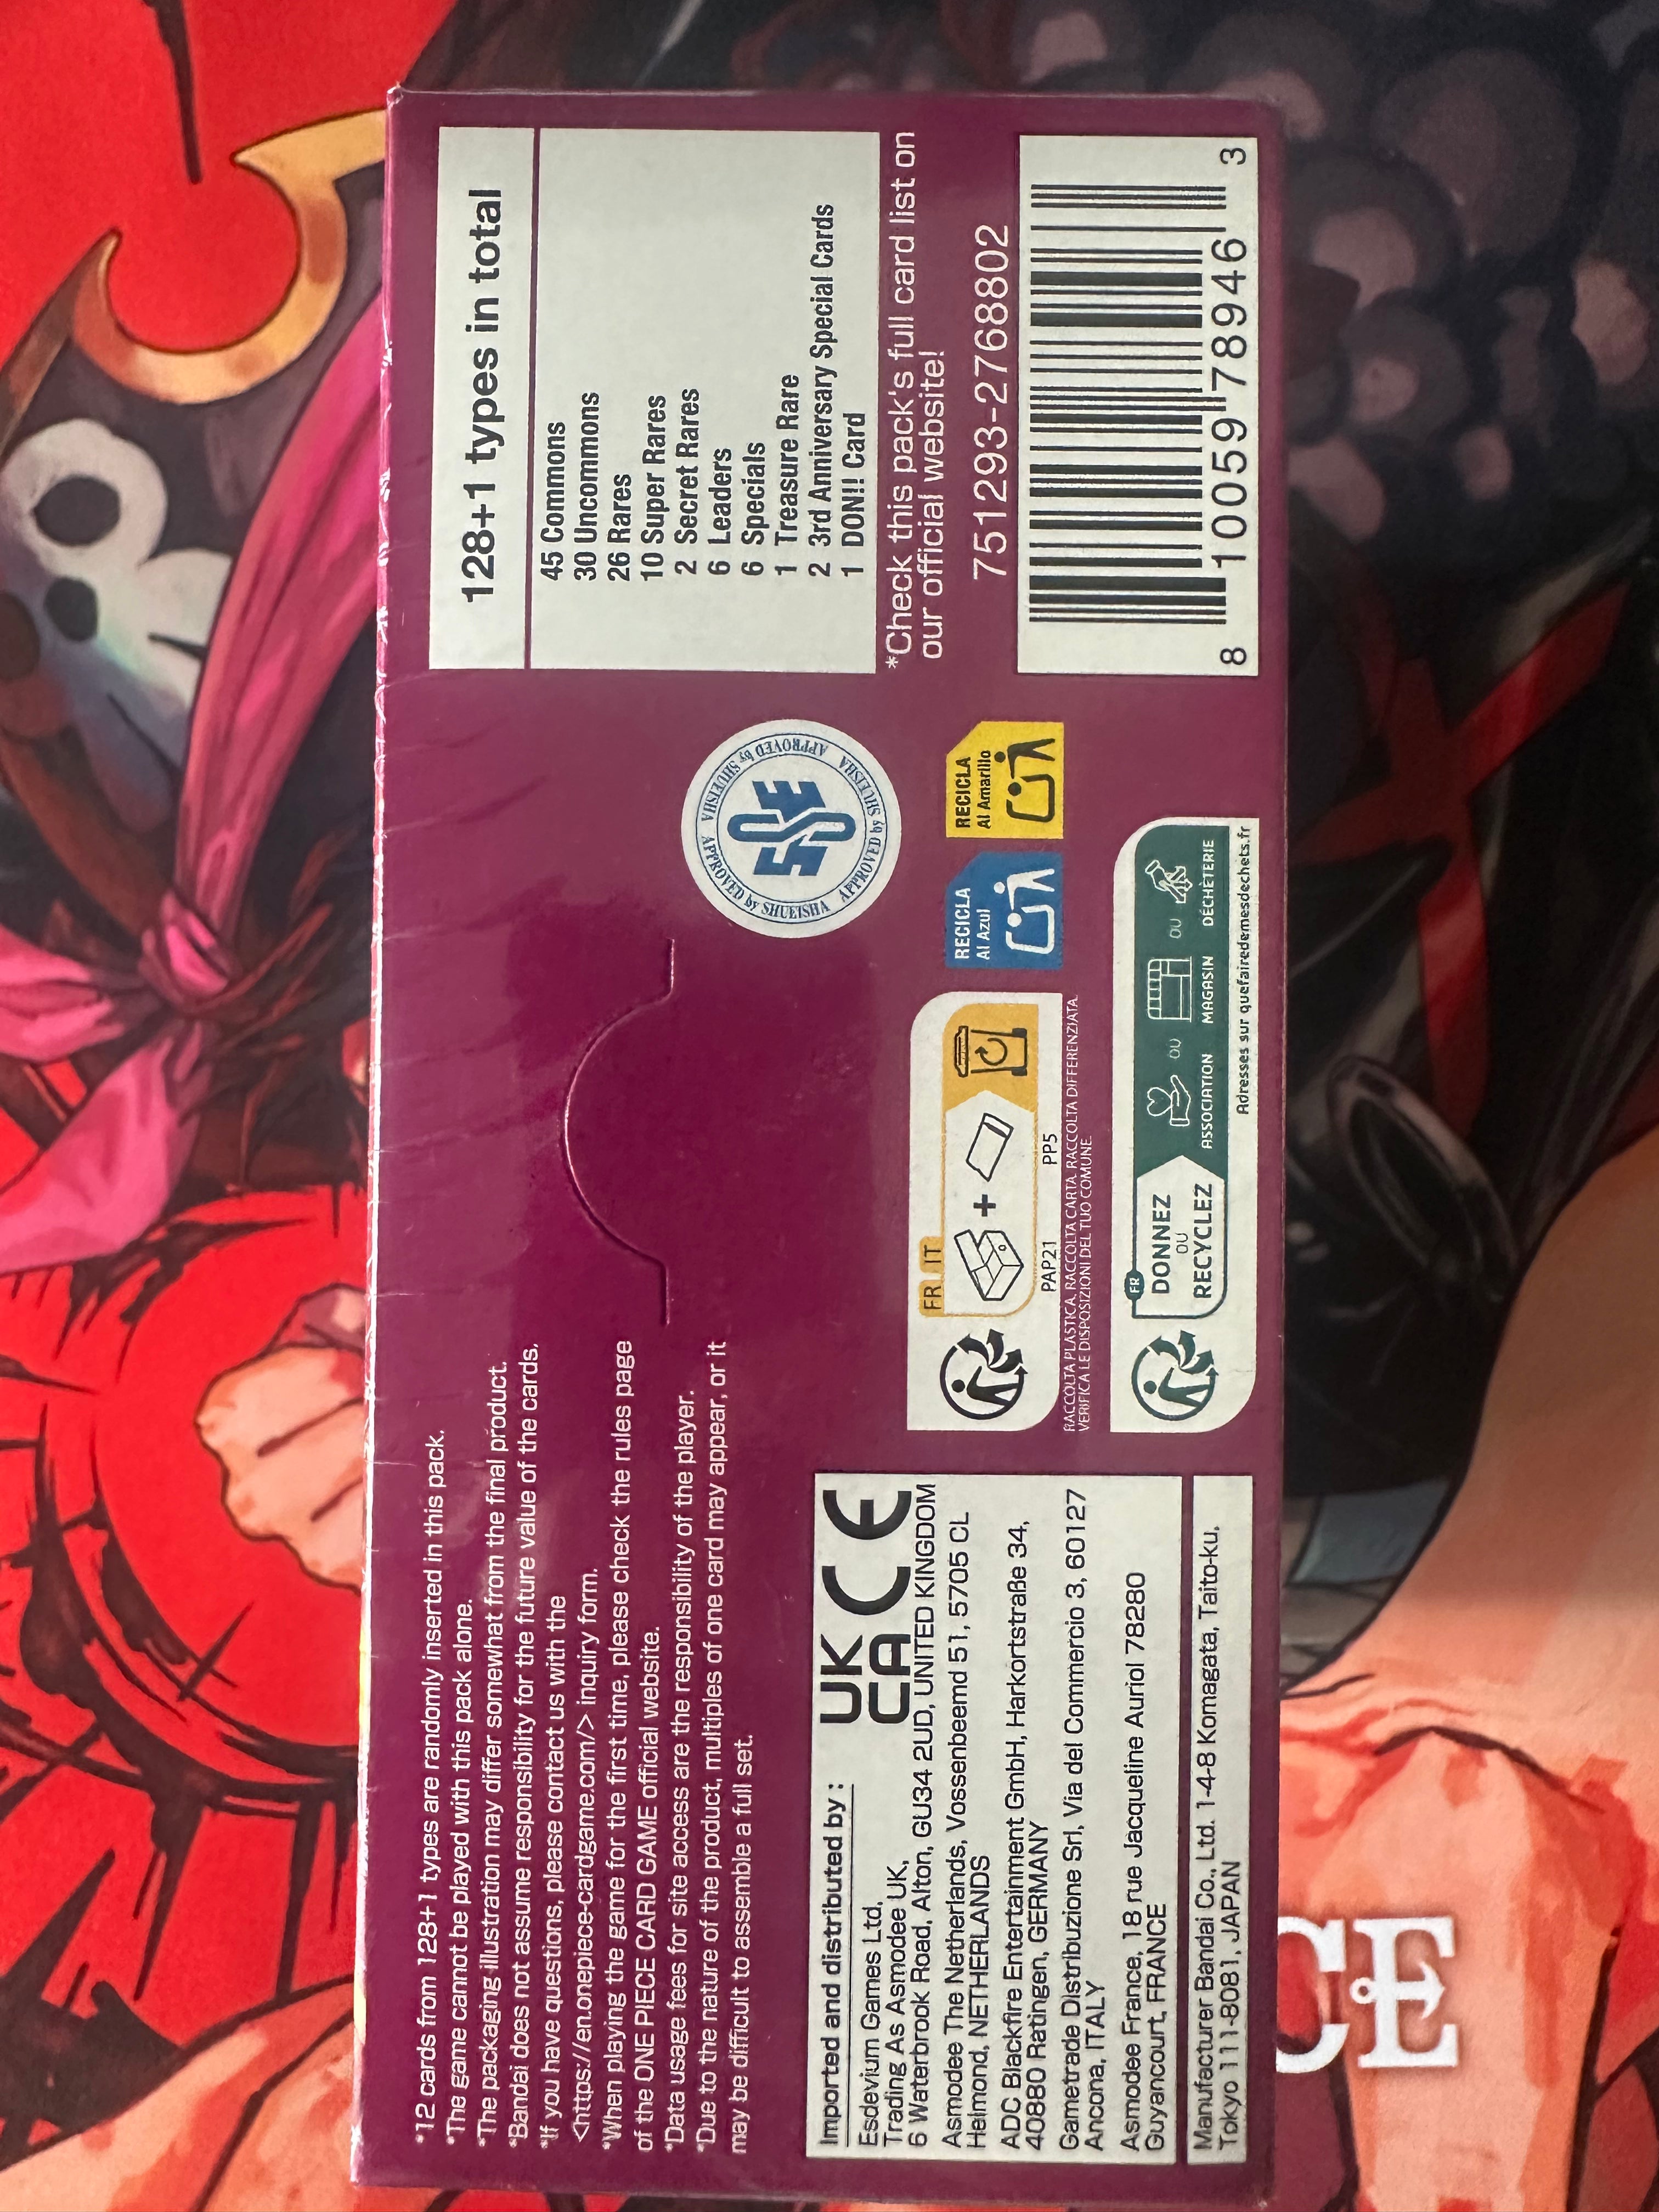 *12 cards from 128+1 types are randomly inserted in this pack.
*The game cannot be played with this pack alone.
*The packaging illustration may differ somewhat from the final product.
*Bandai does not assume responsibility for the future value of the cards.
*If you have questions, please contact us with the
<https://en.onepiece-cardgame.com/> inquiry form.
*When playing the game for the first time, please check the rules page
of the ONE PIECE CARD GAME official website.
*Data usage fees for site access are the responsibility of the player.
*Due to the nature of the product, multiples of one card may appear, or it
may be difficult to assemble a full set.
Imported and distributed by :
UK
CA CE
Esdevium Games Ltd,
Trading As Asmodee UK,
6 Waterbrook Road, Alton, GU34 2UD, UNITED KINGDOM
Asmodee The Netherlands, Vossenbeemd 51, 5705 CL
Helmond, NETHERLANDS
ADC Blackfire Entertainment GmbH, Harkortstraße 34,
40880 Ratingen, GERMANY
Gametrade Distribuzione Srl, Via del Commercio 3, 60127
Ancona, ITALY
Asmodee France, 18 rue Jacqueline Auriol 78280
Guyancourt, FRANCE
Manufacturer Bandai Co., Ltd. 1-4-8 Komagata, Taito-ku,
Tokyo 111-8081, JAPAN
APPROVED by SHUEISHA APPROVED by SHUEISHA APPROVED by SHUEISHA
FR IT
PAP21 PP5
RACCOLTA PLASTICA. RACCOLTA CARTA. RACCOLTA DIFFERENZIATA.
VERIFICA LE DISPOSIZIONI DEL TUO COMUNE.
RECICLA
Al Azul
RECICLA
Al Amarillo
FR
DONNEZ
OU
RECYCLEZ
ASSOCIATION OU MAGASIN OU DÉCHÈTERIE
Adresses sur quefairedemesdechets.fr
128+1 types in total
45 Commons
30 Uncommons
26 Rares
10 Super Rares
2 Secret Rares
6 Leaders
6 Specials
1 Treasure Rare
2 3rd Anniversary Special Cards
1 DON!! Card
*Check this pack's full card list on
our official website!
751293-2768802
8 10059 78946 3
CE